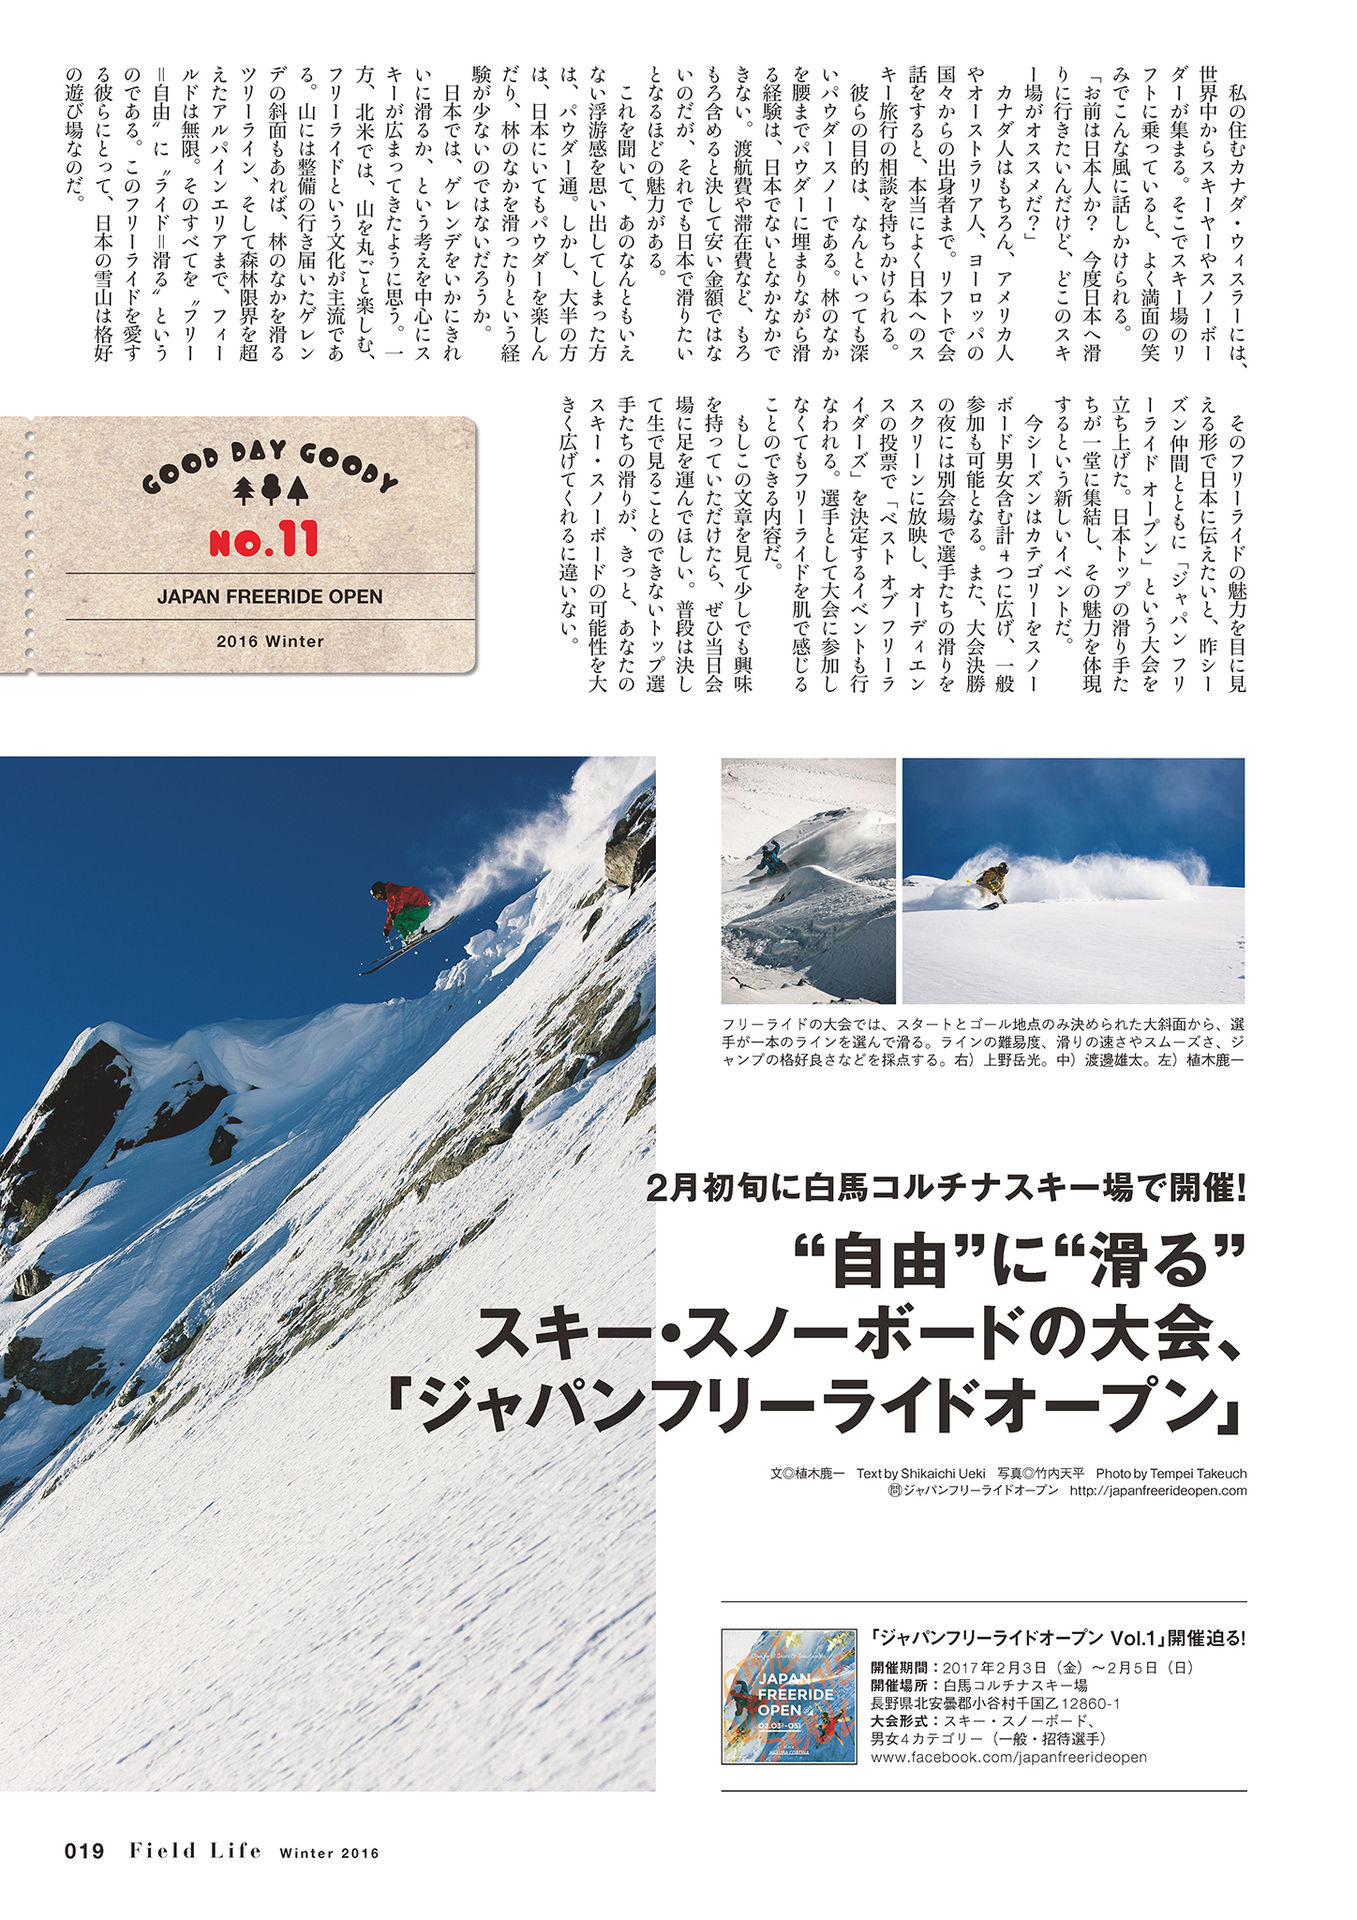 私の住むカナダ・ウィスラーには、
世界中からスキーヤーやスノーボー
ダーが集まる。そこでスキー場のリ
フトに乗っていると、よく満面の笑
みでこんな風に話しかけられる。
「お前は日本人か？　今度日本へ滑
りに行きたいんだけど、どこのスキ
ー場がオススメだ？」
カナダ人はもちろん、アメリカ人
やオーストラリア人、ヨーロッパの
国々からの出身者まで。リフトで会
話をすると、本当によく日本へのス
キー旅行の相談を持ちかけられる。
彼らの目的は、なんといっても深
いパウダースノーである。林のなか
を腰までパウダーに埋まりながら滑
る経験は、日本でないとなかなかで
きない。渡航費や滞在費など、もろ
もろ含めると決して安い金額ではな
いのだが、それでも日本で滑りたい
となるほどの魅力がある。
これを聞いて、あのなんともいえ
ない浮遊感を思い出してしまった方
は、パウダー通。しかし、大半の方
は、日本にいてもパウダーを楽しん
だり、林のなかを滑ったりという経
験が少ないのではないだろうか。
日本では、ゲレンデをいかにきれ
いに滑るか、という考えを中心にス
キーが広まってきたように思う。一
方、北米では、山を丸ごと楽しむ、
フリーライドという文化が主流であ
る。山には整備の行き届いたゲレン
デの斜面もあれば、林のなかを滑る
ツリーライン、そして森林限界を超
えたアルパインエリアまで、フィー
ルドは無限。そのすべてを〝フリー
＝自由〟に〝ライド＝滑る〟という
のである。このフリーライドを愛す
る彼らにとって、日本の雪山は格好
の遊び場なのだ。
そのフリーライドの魅力を目に見
える形で日本に伝えたいと、昨シー
ズン仲間とともに「ジャパン フリ
ーライド オープン」という大会を
立ち上げた。日本トップの滑り手た
ちが一堂に集結し、その魅力を体現
するという新しいイベントだ。
今シーズンはカテゴリーをスノー
ボード男女含む計4つに広げ、一般
参加も可能となる。また、大会決勝
の夜には別会場で選手たちの滑りを
スクリーンに放映し、オーディエン
スの投票で「ベスト オブ フリーラ
イダーズ」を決定するイベントも行
なわれる。選手として大会に参加し
なくてもフリーライドを肌で感じる
ことのできる内容だ。
もしこの文章を見て少しでも興味
を持っていただけたら、ぜひ当日会
場に足を運んでほしい。普段は決し
て生で見ることのできないトップ選
手たちの滑りが、きっと、あなたの
スキー・スノーボードの可能性を大
きく広げてくれるに違いない。
GOOD DAY GOODY
NO.11
JAPAN FREERIDE OPEN
2016 Winter
フリーライドの大会では、スタートとゴール地点のみ決められた大斜面から、選
手が一本のラインを選んで滑る。ラインの難易度、滑りの速さやスムーズさ、ジ
ャンプの格好良さなどを採点する。右）上野岳光。中）渡邊雄太。左）植木鹿一
2月初旬に白馬コルチナスキー場で開催！
“自由”に“滑る”
スキー・スノーボードの大会、
「ジャパンフリーライドオープン」
文◎植木鹿一　Text by Shikaichi Ueki　写真◎竹内天平　Photo by Tempei Takeuch
㉄ジャパンフリーライドオープン　http://japanfreerideopen.com
JAPAN
FREERIDE
OPEN
HAKUBA CORTINA
「ジャパンフリーライドオープン Vol.1」開催迫る！
開催期間：2017年2月3日（金）～2月5日（日）
開催場所：白馬コルチナスキー場
長野県北安曇郡小谷村千国乙12860-1
大会形式：スキー・スノーボード、
男女4カテゴリー（一般・招待選手）
www.facebook.com/japanfreerideopen
019 Field Life Winter 2016